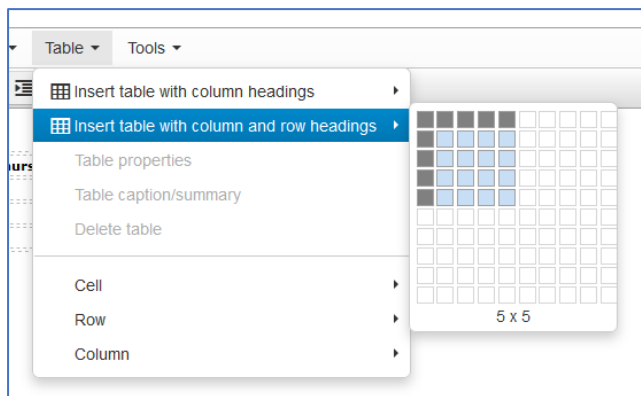 Table Tools
Insert table with column headings
Insert table with column and row headings
Table properties
Table caption/summary
Delete table
Cell
Row
Column
5 x 5